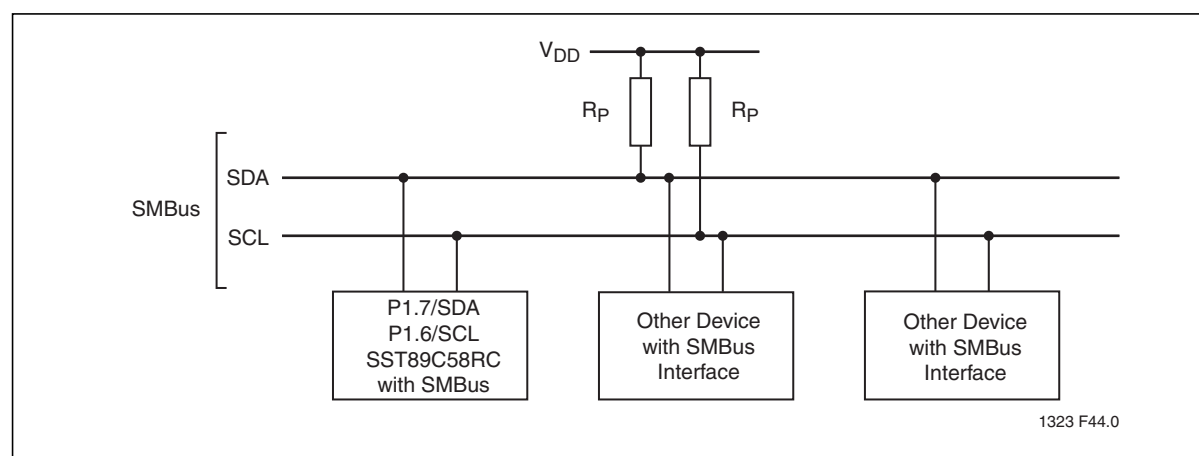 VDD
RP
RP
SDA
SMBus
SCL
P1.7/SDA
P1.6/SCL
SST89C58RC
with SMBus
Other Device
with SMBus
Interface
Other Device
with SMBus
Interface
1323 F44.0